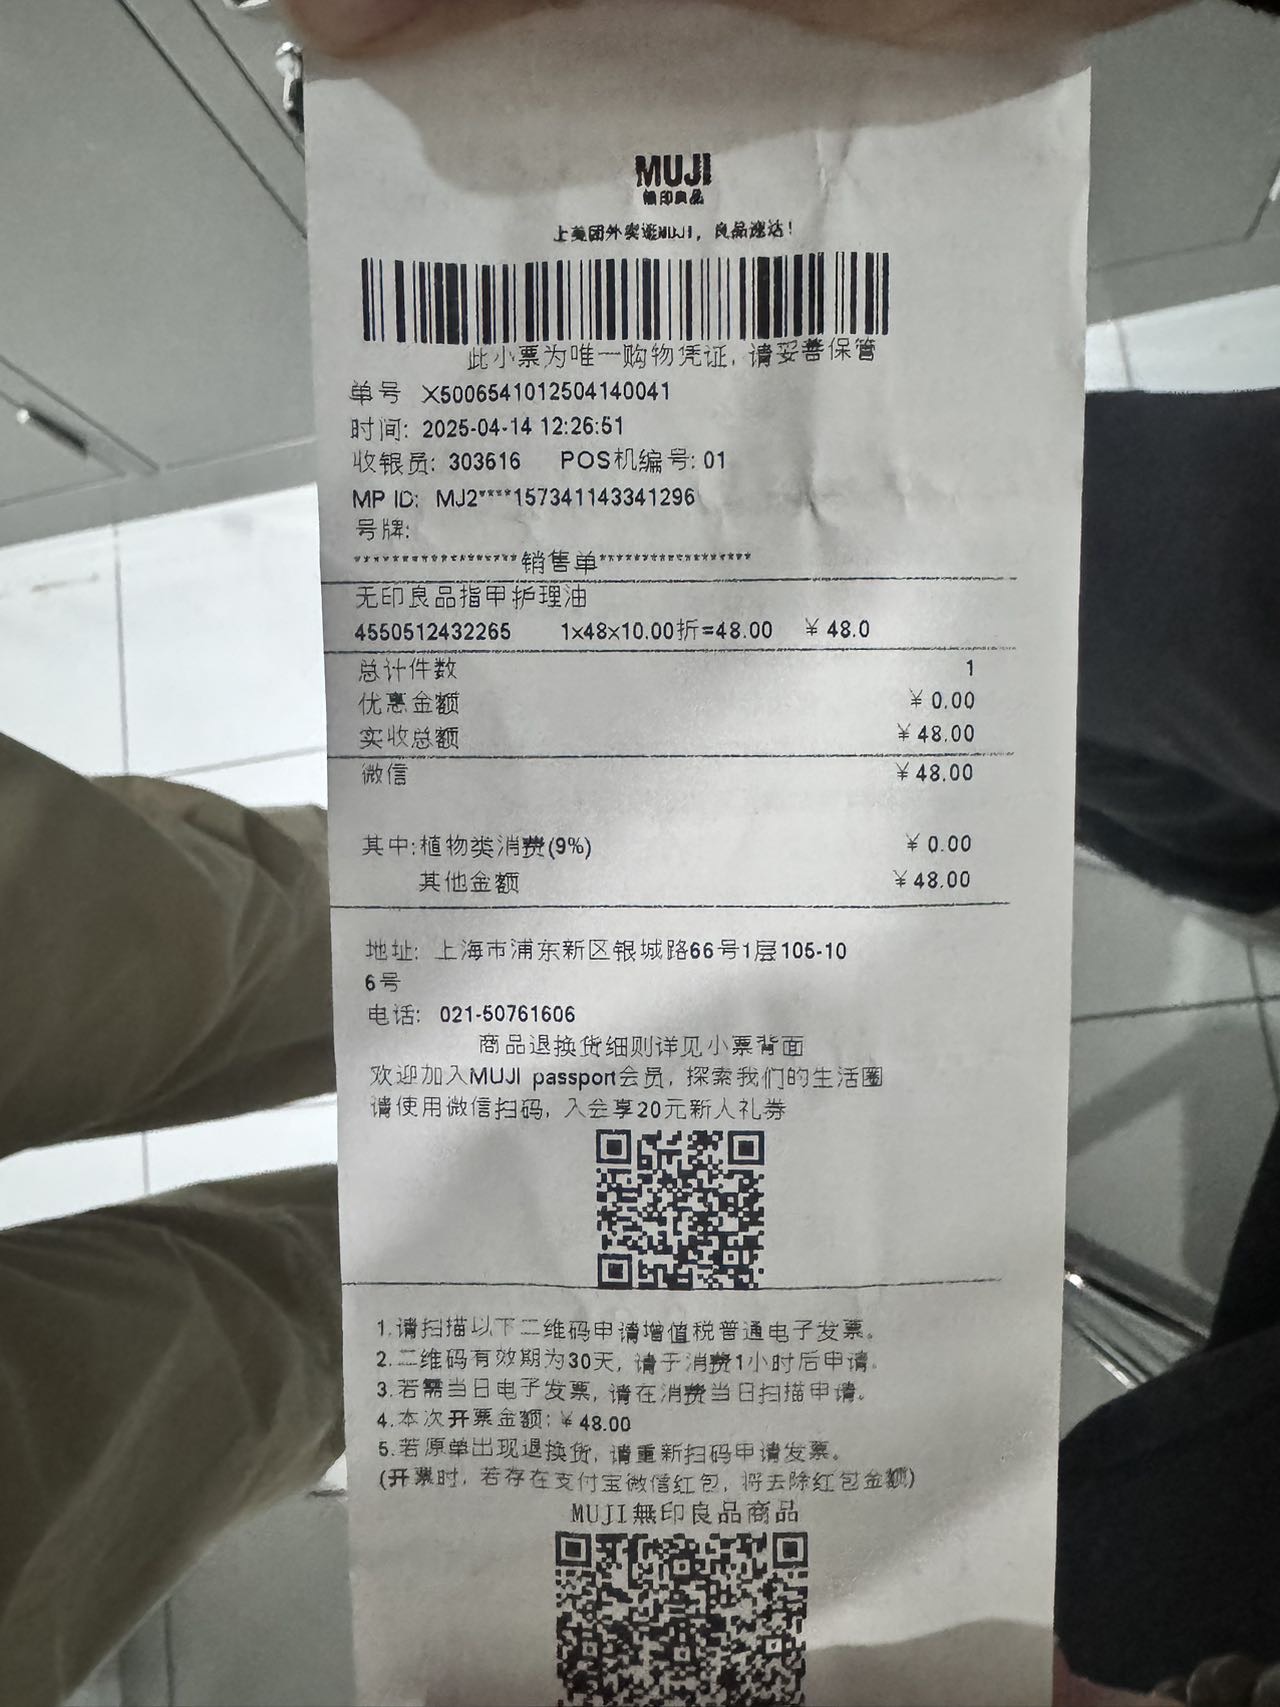 MUJI
無印良品
上美团外卖逛MUJI，良品速达！
此小票为唯一购物凭证，请妥善保管
单号 X5006541012504140041
时间: 2025-04-14 12:26:51
收银员: 303616 POS机编号: 01
MP ID: MJ2****157341143341296
号牌:
*******************销售单******************
无印良品指甲护理油
4550512432265 1x48x10.00折=48.00 ￥48.0
总计件数 1
优惠金额 ￥0.00
实收总额 ￥48.00
微信 ￥48.00
其中:植物类消费(9%) ￥0.00
其他金额 ￥48.00
地址: 上海市浦东新区银城路66号1层105-10
6号
电话: 021-50761606
商品退换货细则详见小票背面
欢迎加入MUJI passport会员，探索我们的生活圈
请使用微信扫码，入会享20元新人礼券
1.请扫描以下二维码申请增值税普通电子发票。
2.二维码有效期为30天，请于消费1小时后申请。
3.若需当日电子发票，请在消费当日扫描申请。
4.本次开票金额:￥48.00
5.若原单出现退换货，请重新扫码申请发票。
(开票时，若存在支付宝微信红包，将去除红包金额)
MUJI無印良品商品